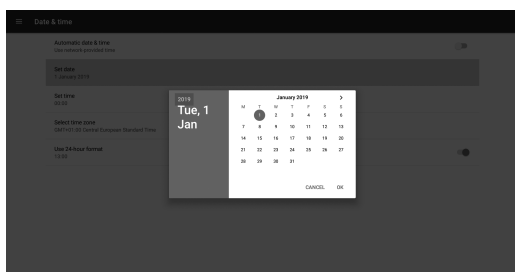 Date & time
Automatic date & time
Use network-provided time
Set date
1 January 2019
Set time
Select time zone
GMT+01:00 Central European Standard Time
Use 24-hour format
13:00
2019
Tue, 1
Jan
January 2019
M T W T F S S
1 2 3 4 5 6
7 8 9 10 11 12 13
14 15 16 17 18 19 20
21 22 23 24 25 26 27
28 29 30 31
CANCEL OK